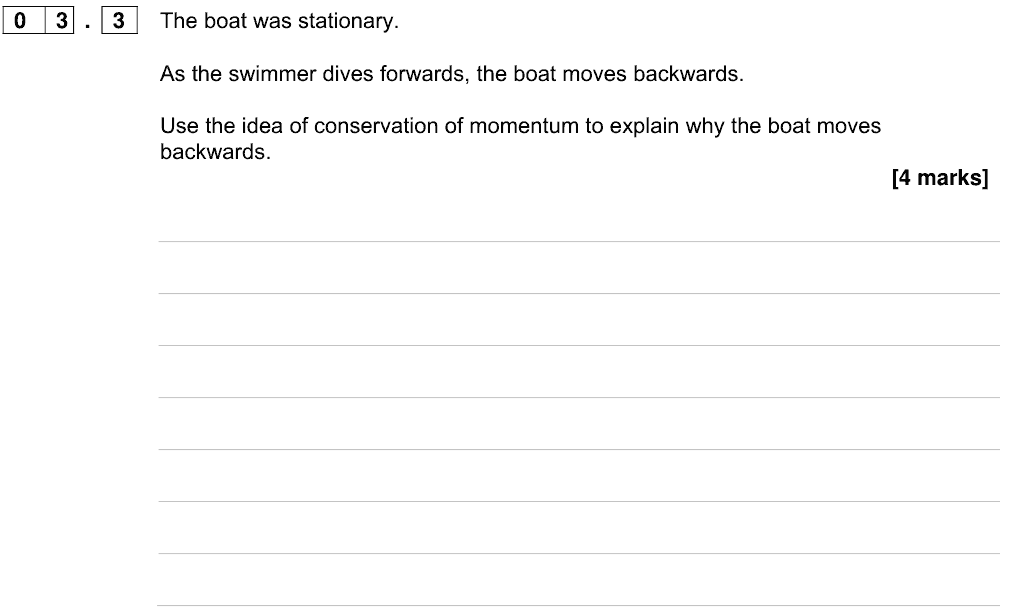 0 3 . 3 The boat was stationary.
As the swimmer dives forwards, the boat moves backwards.
Use the idea of conservation of momentum to explain why the boat moves
backwards.
[4 marks]